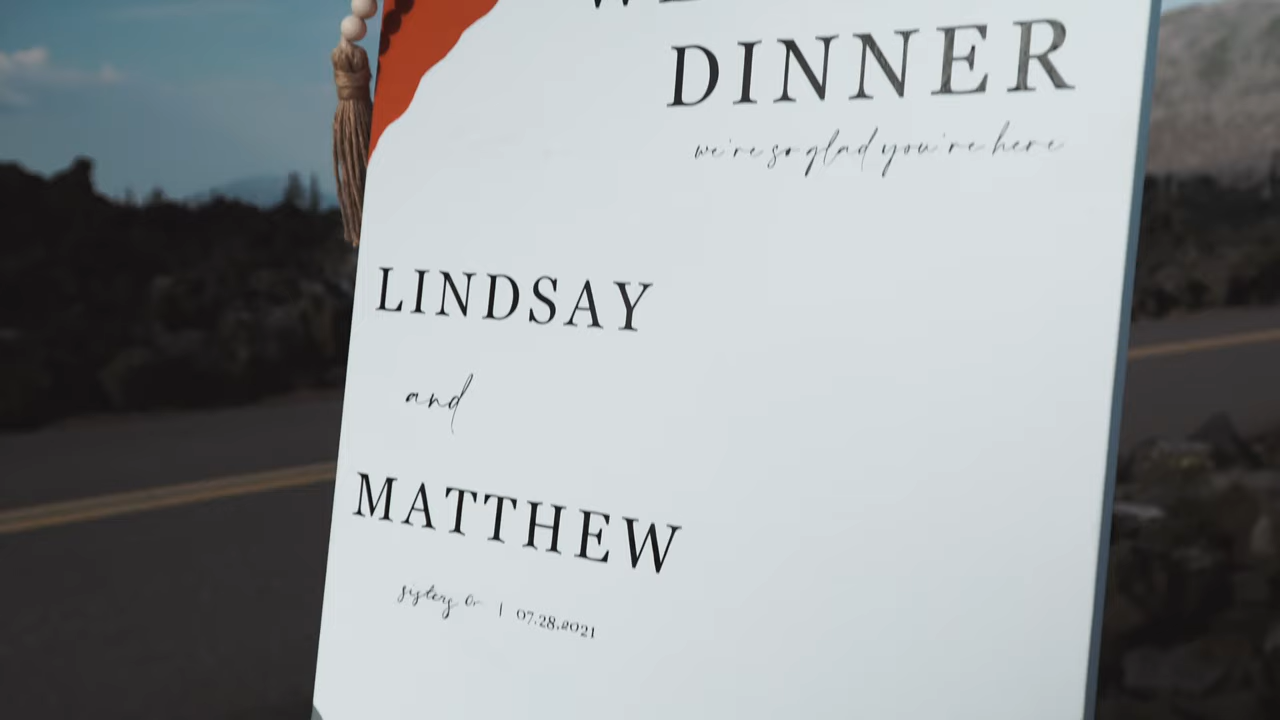 DINNER
we're so glad you're here
LINDSAY
and
MATTHEW
sisters or | 07.28.2021